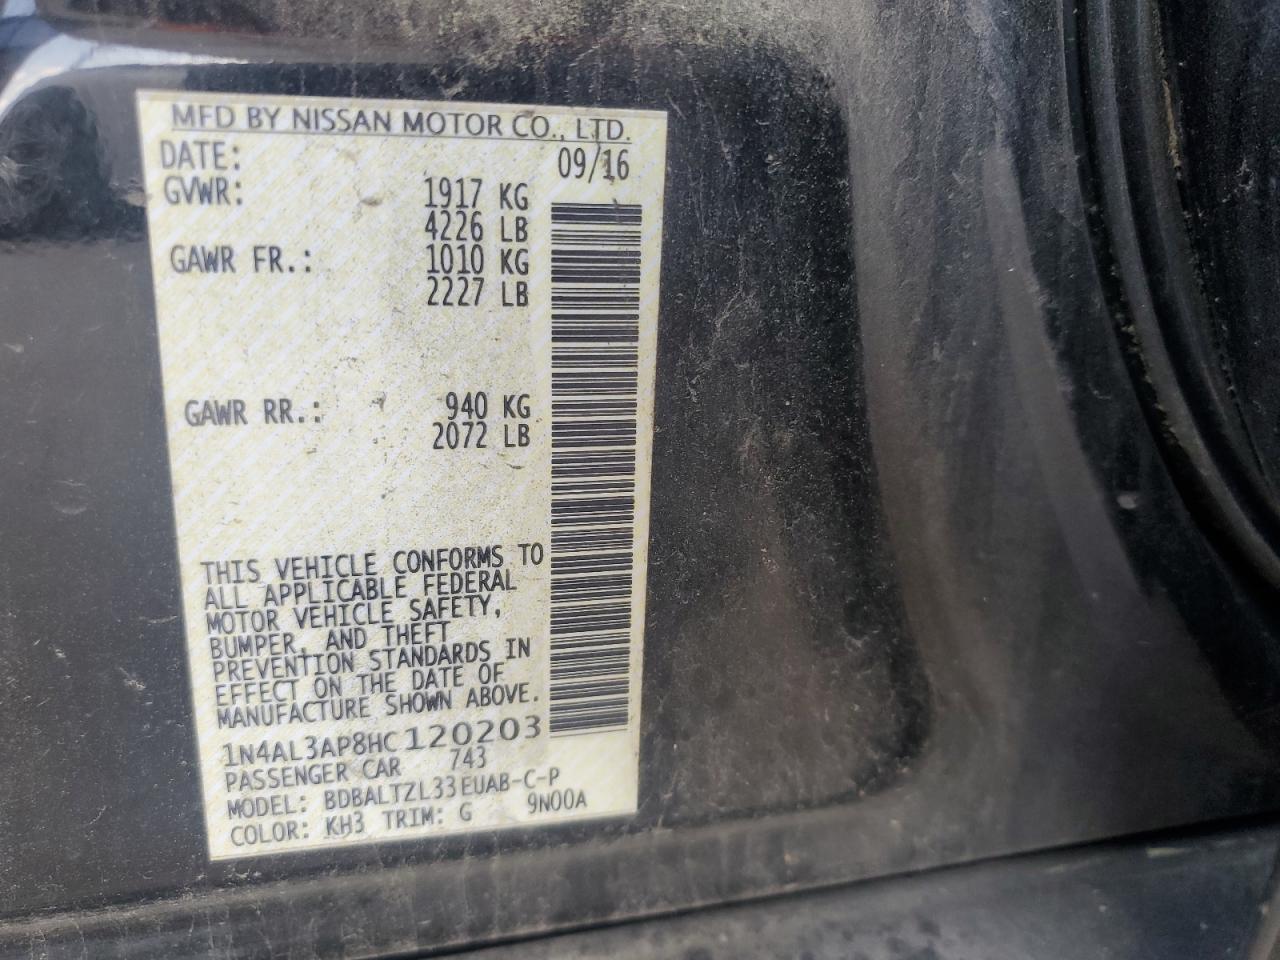 MFD BY NISSAN MOTOR CO., LTD.
DATE: 09/16
GVWR: 1917 KG
4226 LB
GAWR FR.: 1010 KG
2227 LB
GAWR RR.: 940 KG
2072 LB
THIS VEHICLE CONFORMS TO
ALL APPLICABLE FEDERAL
MOTOR VEHICLE SAFETY,
BUMPER, AND THEFT
PREVENTION STANDARDS IN
EFFECT ON THE DATE OF
MANUFACTURE SHOWN ABOVE.
1N4AL3AP8HC120203
PASSENGER CAR 743
MODEL: BDBALTZL33EUAB-C-P
COLOR: KH3 TRIM: G 9N00A